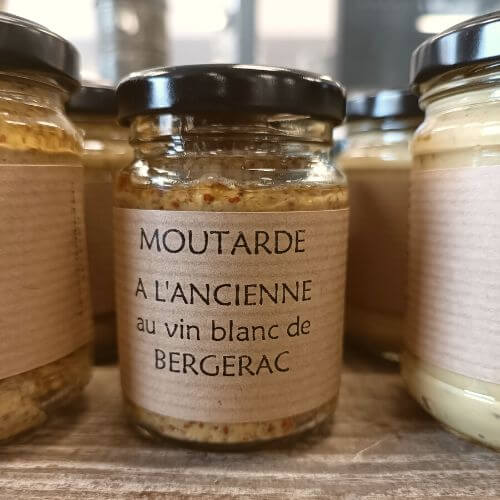 MOUTARDE
A L'ANCIENNE
au vin blanc de
BERGERAC